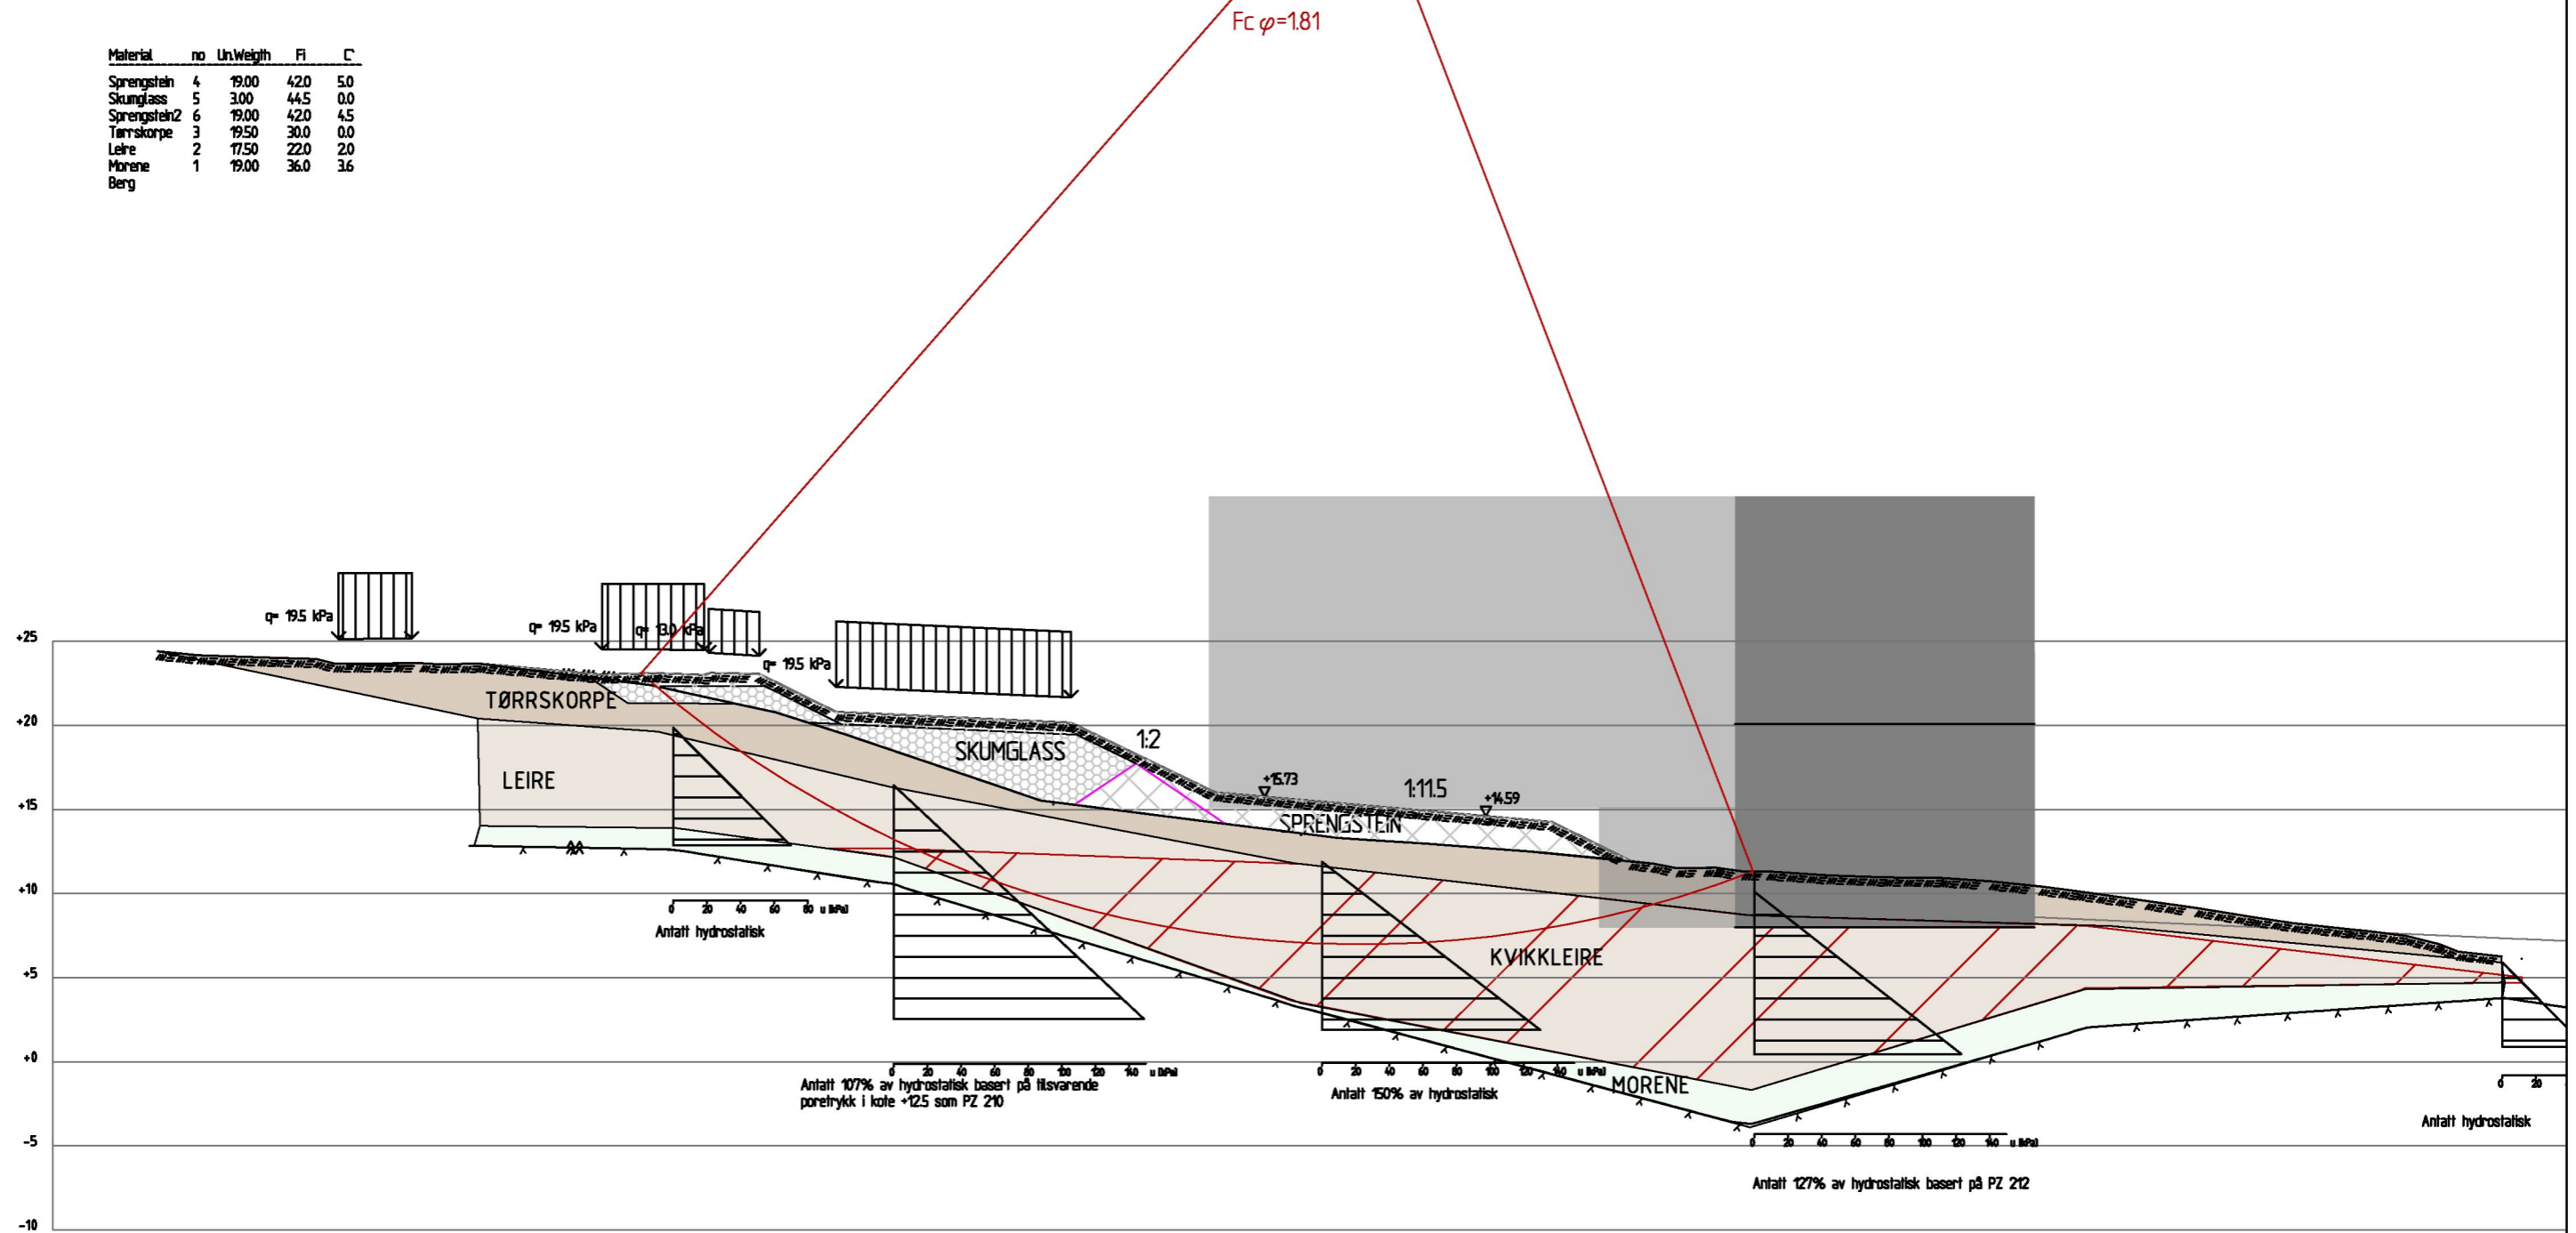 Fc φ=1.81
Material no Un.Weigth Fi C'
Sprengstein 4 19.00 42.0 5.0
Skumglass 5 3.00 44.5 0.0
Sprengstein2 6 19.00 42.0 4.5
Tørrskorpe 3 19.50 30.0 0.0
Leire 2 17.50 22.0 2.0
Morene 1 19.00 36.0 3.6
Berg
q= 19.5 kPa
q= 19.5 kPa
q= 13.0 kPa
q= 19.5 kPa
+25
+20
+15
+10
+5
+0
-5
-10
TØRRSKORPE
LEIRE
SKUMGLASS
1:2
+15.73
1:11.5
+14.59
SPRENGSTEIN
KVIKKLEIRE
MORENE
0 20 40 60 80 u [kPa]
Antatt hydrostatisk
0 20 40 60 80 100 120 140 u [kPa]
Antatt 107% av hydrostatisk basert på tilsvarende
poretrykk i kote +12.5 som PZ 210
0 20 40 60 80 100 120 140 u [kPa]
Antatt 150% av hydrostatisk
0 20 40 60 80 100 120 140 u [kPa]
Antatt 127% av hydrostatisk basert på PZ 212
0 20
Antatt hydrostatisk